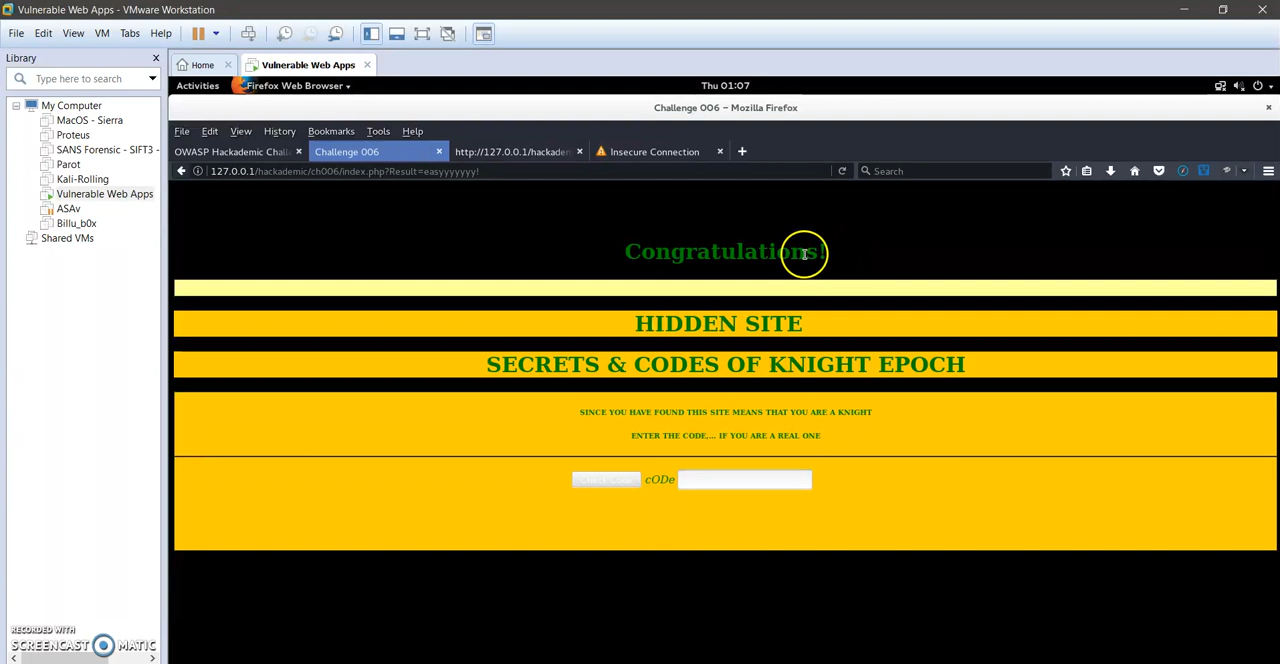 Vulnerable Web Apps - VMware Workstation
File Edit View VM Tabs Help
Library
Type here to search
My Computer
MacOS - Sierra
Proteus
SANS Forensic - SIFT3 -
Parot
Kali-Rolling
Vulnerable Web Apps
ASAv
Billu_b0x
Shared VMs
Home
Vulnerable Web Apps
Activities Firefox Web Browser Thu 01:07
Challenge 006 - Mozilla Firefox
File Edit View History Bookmarks Tools Help
OWASP Hackademic Chall Challenge 006 http://127.0.0.1/hackadem Insecure Connection
127.0.0.1/hackademic/ch006/index.php?Result=easyyyyyyy! Search
Congratulations!
HIDDEN SITE
SECRETS & CODES OF KNIGHT EPOCH
SINCE YOU HAVE FOUND THIS SITE MEANS THAT YOU ARE A KNIGHT
ENTER THE CODE,... IF YOU ARE A REAL ONE
Check Code cODe
RECORDED WITH
SCREENCAST MATIC